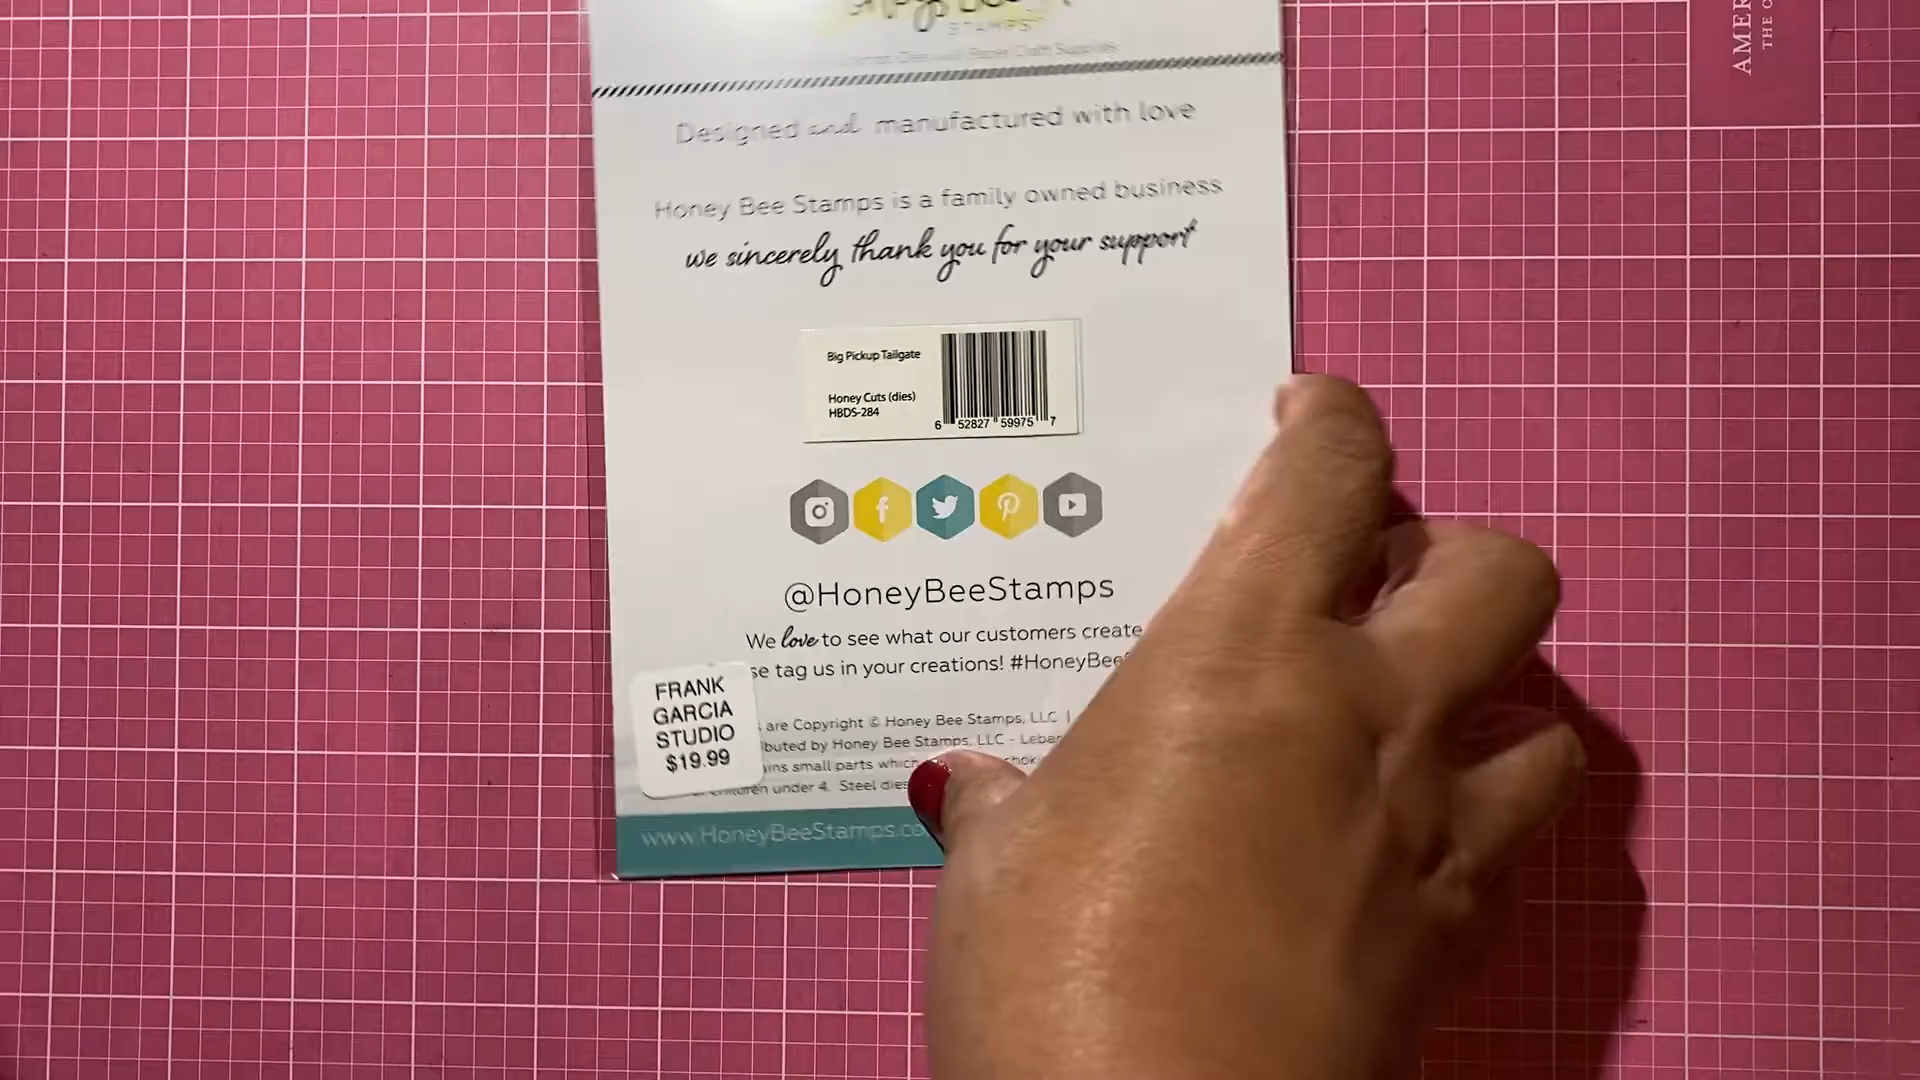 STAMPS
Designed and manufactured with love
Honey Bee Stamps is a family owned business
we sincerely thank you for your support
Big Pickup Tailgate
Honey Cuts (dies)
HBDS-284
6 52827 59975 7
@HoneyBeeStamps
We love to see what our customers create
se tag us in your creations! #HoneyBee
FRANK
GARCIA
STUDIO
$19.99
are Copyright © Honey Bee Stamps, LLC |
buted by Honey Bee Stamps, LLC - Leban
ins small parts which chok
children under 4. Steel dies
www.HoneyBeeStamps.co
AMER
THE C